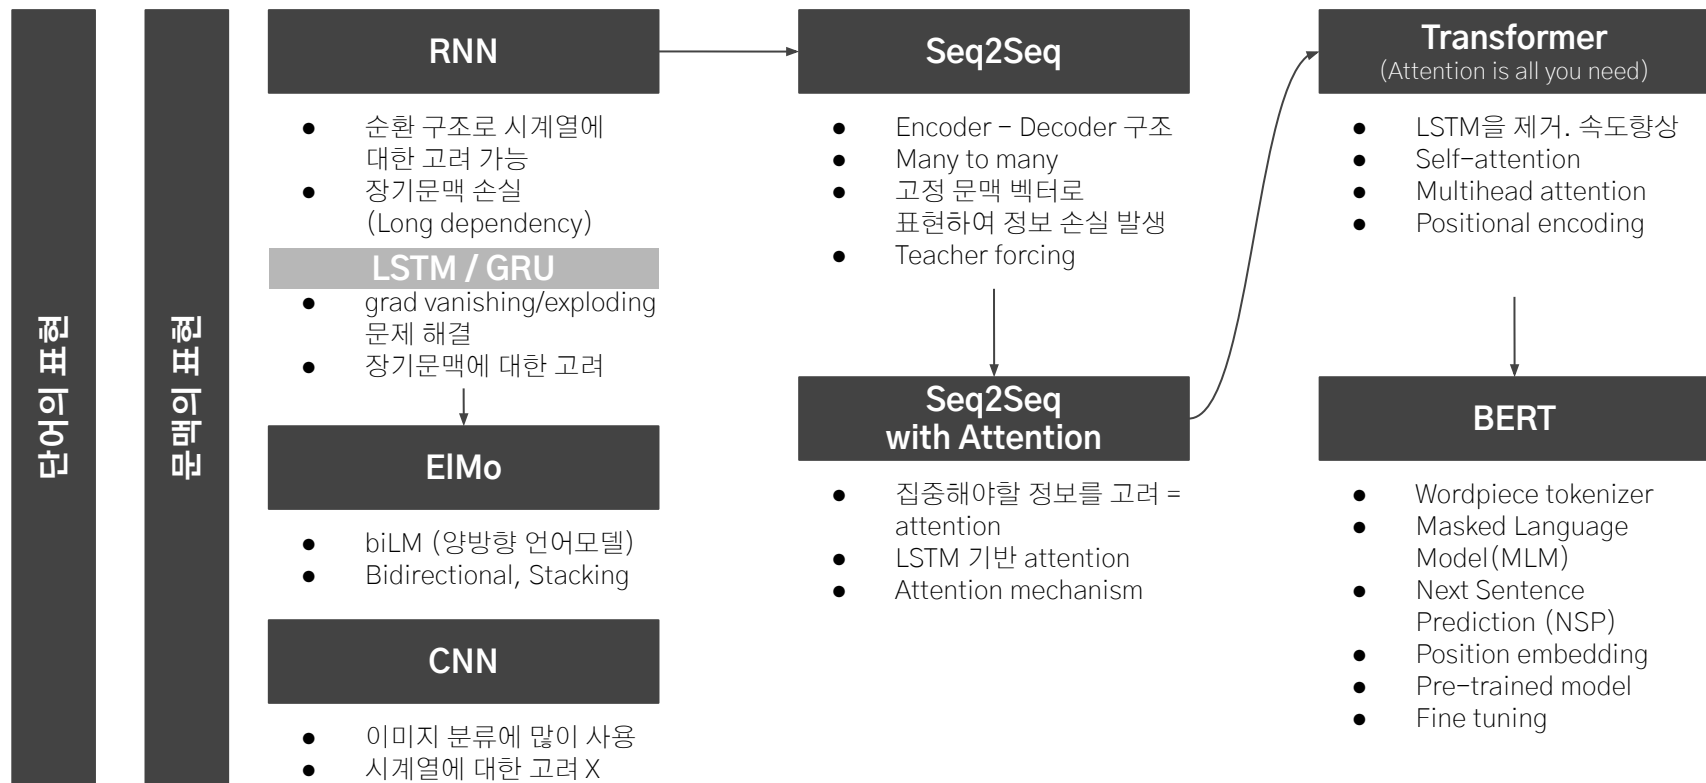 단어의 표현
문맥의 표현
RNN
● 순환 구조로 시계열에
대한 고려 가능
● 장기문맥 손실
(Long dependency)
LSTM / GRU
● grad vanishing/exploding
문제 해결
● 장기문맥에 대한 고려
ElMo
● biLM (양방향 언어모델)
● Bidirectional, Stacking
CNN
● 이미지 분류에 많이 사용
● 시계열에 대한 고려 X
Seq2Seq
● Encoder - Decoder 구조
● Many to many
● 고정 문맥 벡터로
표현하여 정보 손실 발생
● Teacher forcing
Seq2Seq
with Attention
● 집중해야할 정보를 고려 =
attention
● LSTM 기반 attention
● Attention mechanism
Transformer
(Attention is all you need)
● LSTM을 제거. 속도향상
● Self-attention
● Multihead attention
● Positional encoding
BERT
● Wordpiece tokenizer
● Masked Language
Model(MLM)
● Next Sentence
Prediction (NSP)
● Position embedding
● Pre-trained model
● Fine tuning